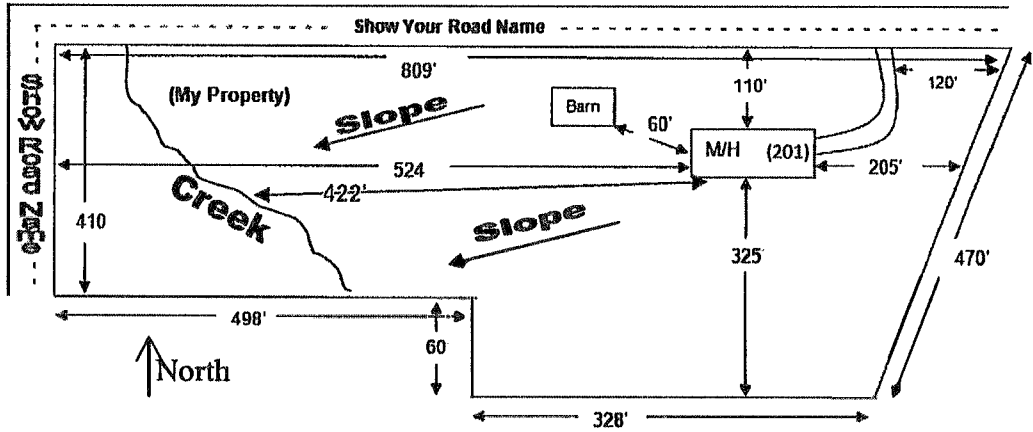 Show Your Road Name
809'
120'
110'
(My Property)
Slope
Barn
60'
M/H (201)
524
205'
422'
Creek
Show Road Name
410
Slope
325
470'
498'
60
North
328'